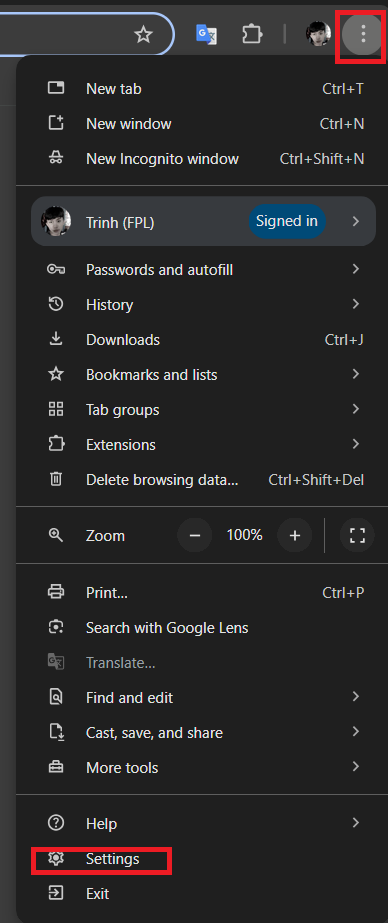 New tab Ctrl+T
New window Ctrl+N
New Incognito window Ctrl+Shift+N
Trinh (FPL) Signed in
Passwords and autofill
History
Downloads Ctrl+J
Bookmarks and lists
Tab groups
Extensions
Delete browsing data... Ctrl+Shift+Del
Zoom − 100% +
Print... Ctrl+P
Search with Google Lens
Translate...
Find and edit
Cast, save, and share
More tools
Help
Settings
Exit